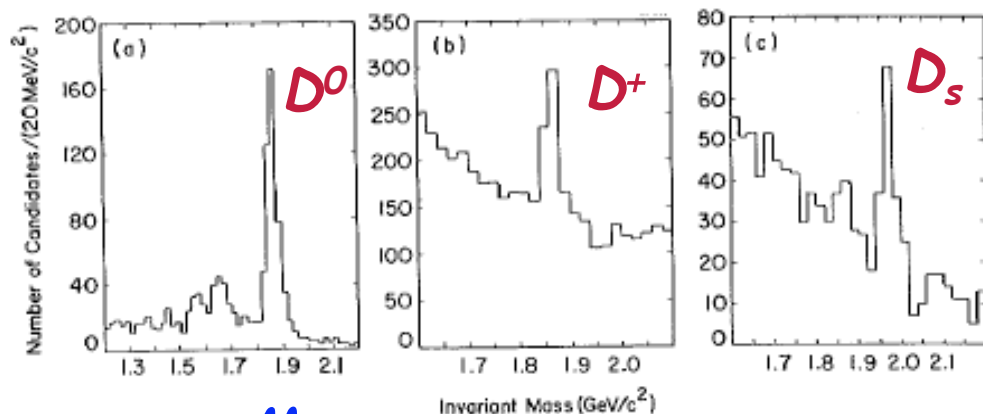 Number of Candidates/(20MeV/c²)
200
160
120
80
40
0
(a)
D⁰
1.3 1.5 1.7 1.9 2.1
350
300
250
200
150
100
50
0
(b)
D⁺
1.7 1.8 1.9 2.0
80
70
60
50
40
30
20
10
0
(c)
Dₛ
1.7 1.8 1.9 2.0 2.1
Invariant Mass(GeV/c²)